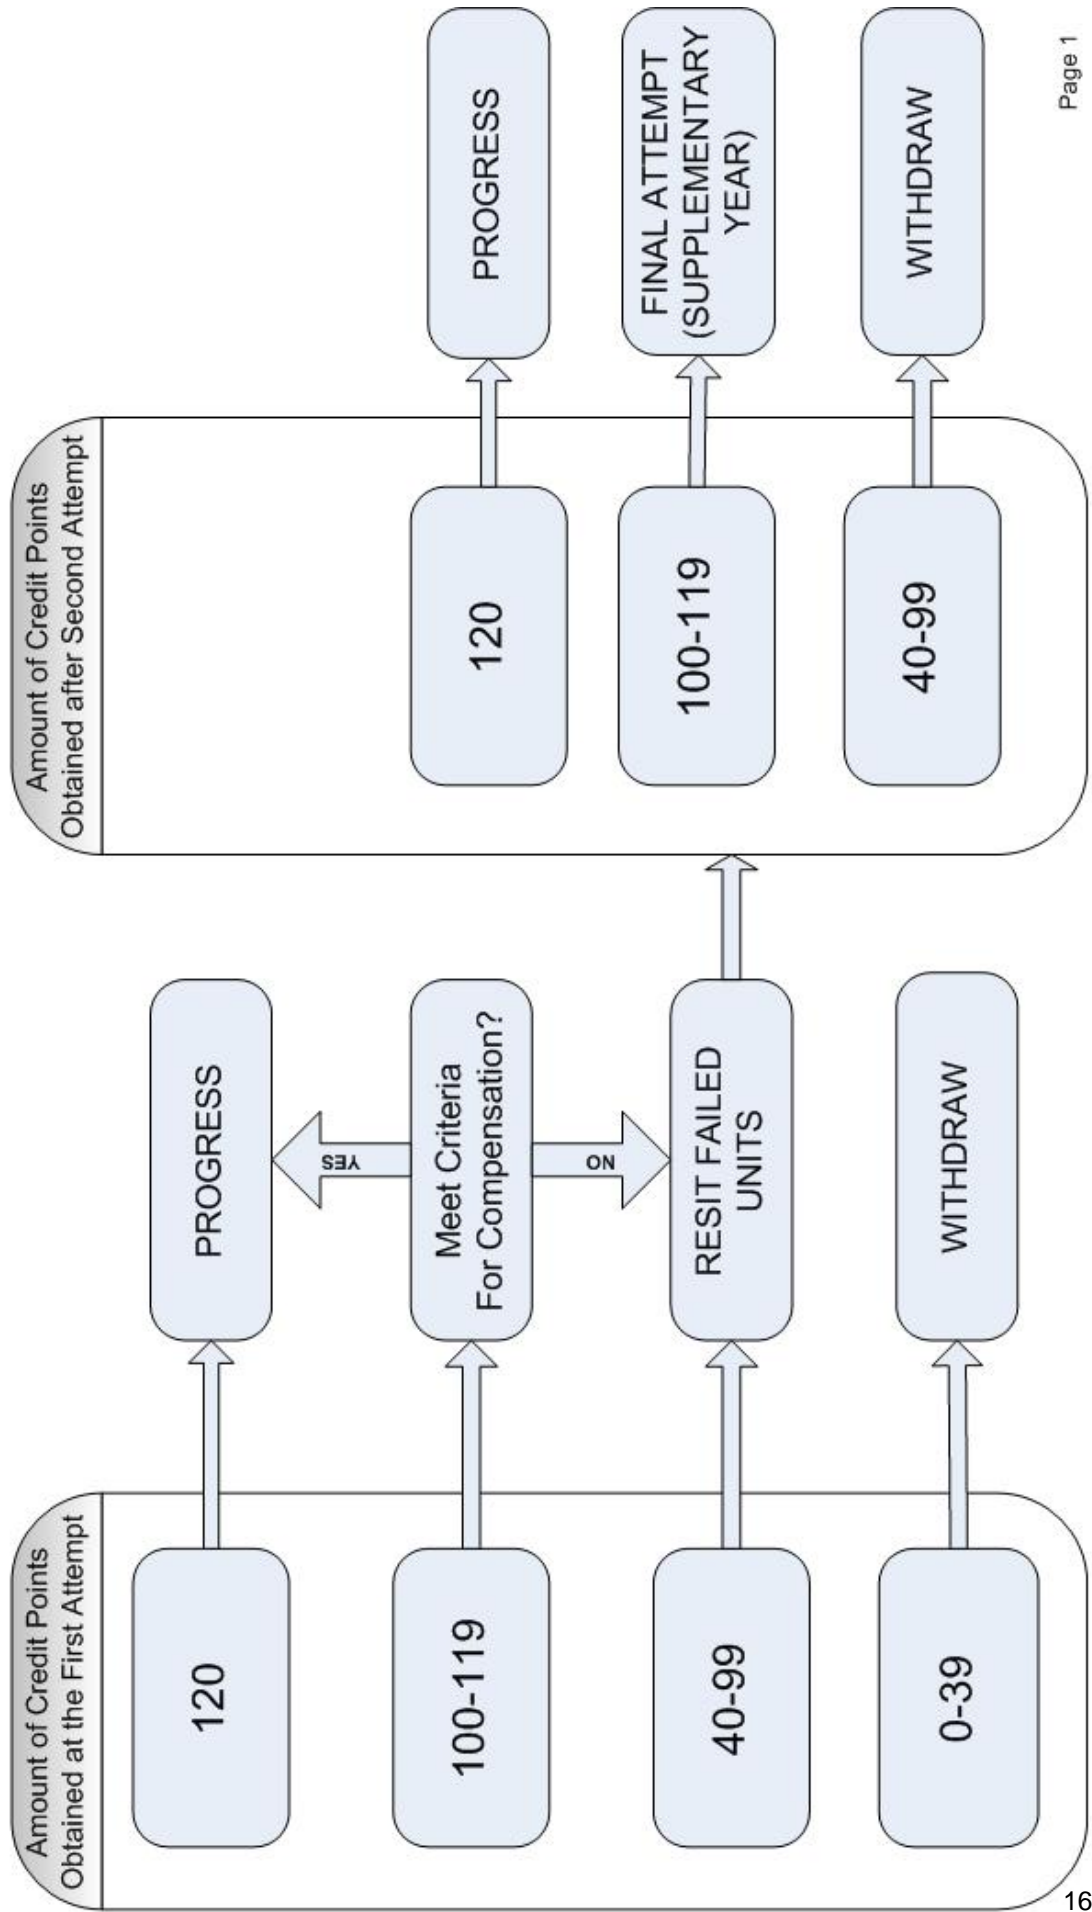 Amount of Credit Points
Obtained at the First Attempt
120
100-119
40-99
0-39
PROGRESS
YES
Meet Criteria
For Compensation?
NO
RESIT FAILED
UNITS
WITHDRAW
Amount of Credit Points
Obtained after Second Attempt
120
100-119
40-99
PROGRESS
FINAL ATTEMPT
(SUPPLEMENTARY
YEAR)
WITHDRAW
Page 1
16